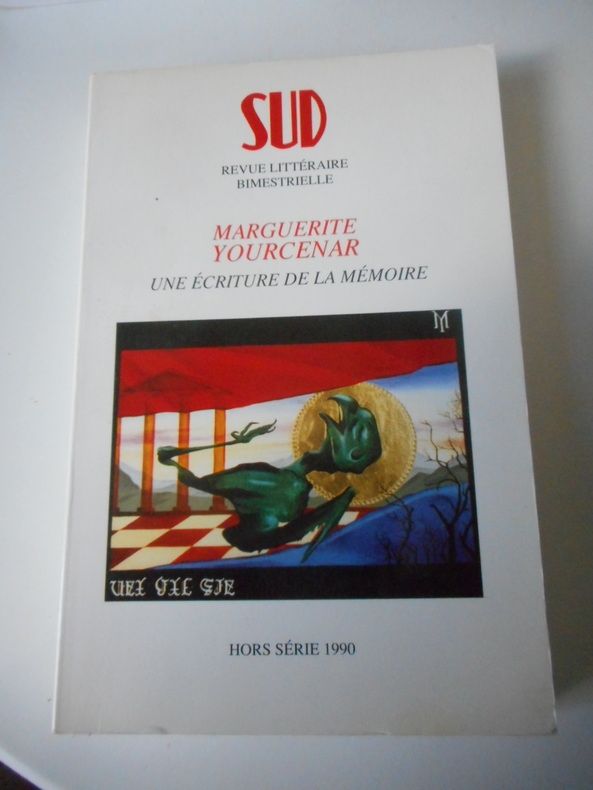 SUD
REVUE LITTÉRAIRE
BIMESTRIELLE
MARGUERITE
YOURCENAR
UNE ÉCRITURE DE LA MÉMOIRE
HORS SÉRIE 1990